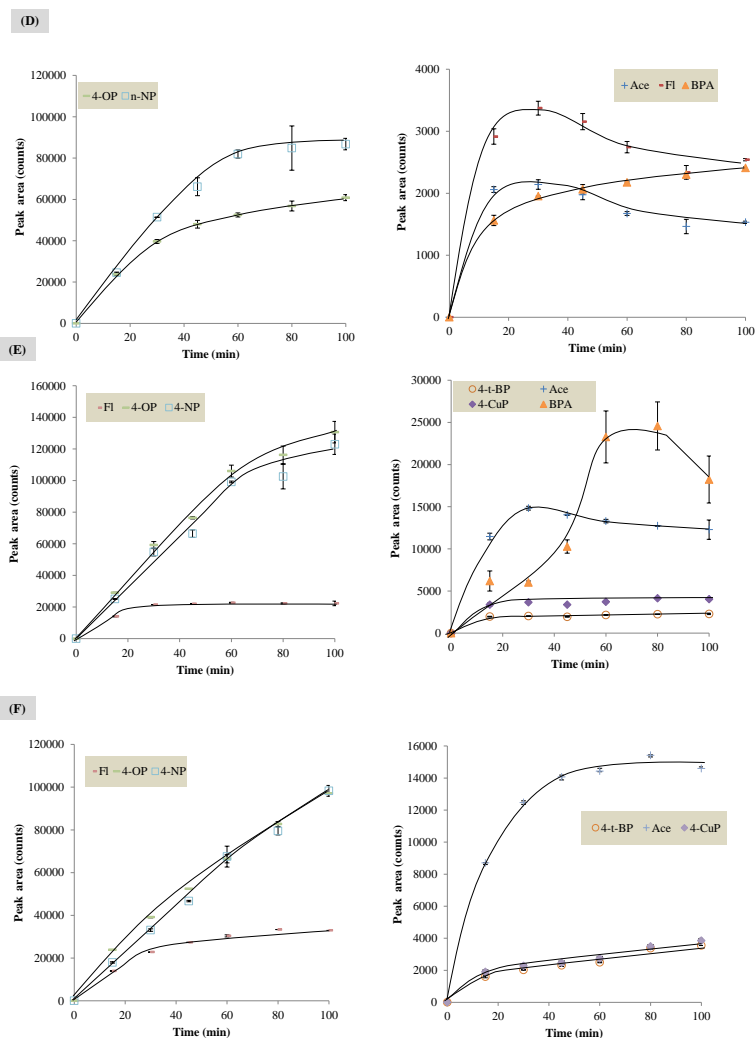 (D)
120000
100000
80000
60000
40000
20000
0
4-OP n-NP
Peak area (counts)
0 20 40 60 80 100
Time (min)
4000
3000
2000
1000
0
Ace Fl BPA
Peak area (counts)
0 20 40 60 80 100
Time (min)
(E)
160000
140000
120000
100000
80000
60000
40000
20000
0
Fl 4-OP 4-NP
Peak area (counts)
0 20 40 60 80 100
Time (min)
30000
25000
20000
15000
10000
5000
0
4-t-BP Ace
4-CuP BPA
Peak area (counts)
0 20 40 60 80 100
Time (min)
(F)
120000
100000
80000
60000
40000
20000
0
Fl 4-OP 4-NP
Peak area (counts)
0 20 40 60 80 100
Time (min)
16000
14000
12000
10000
8000
6000
4000
2000
0
4-t-BP Ace 4-CuP
Peak area (counts)
0 20 40 60 80 100
Time (min)